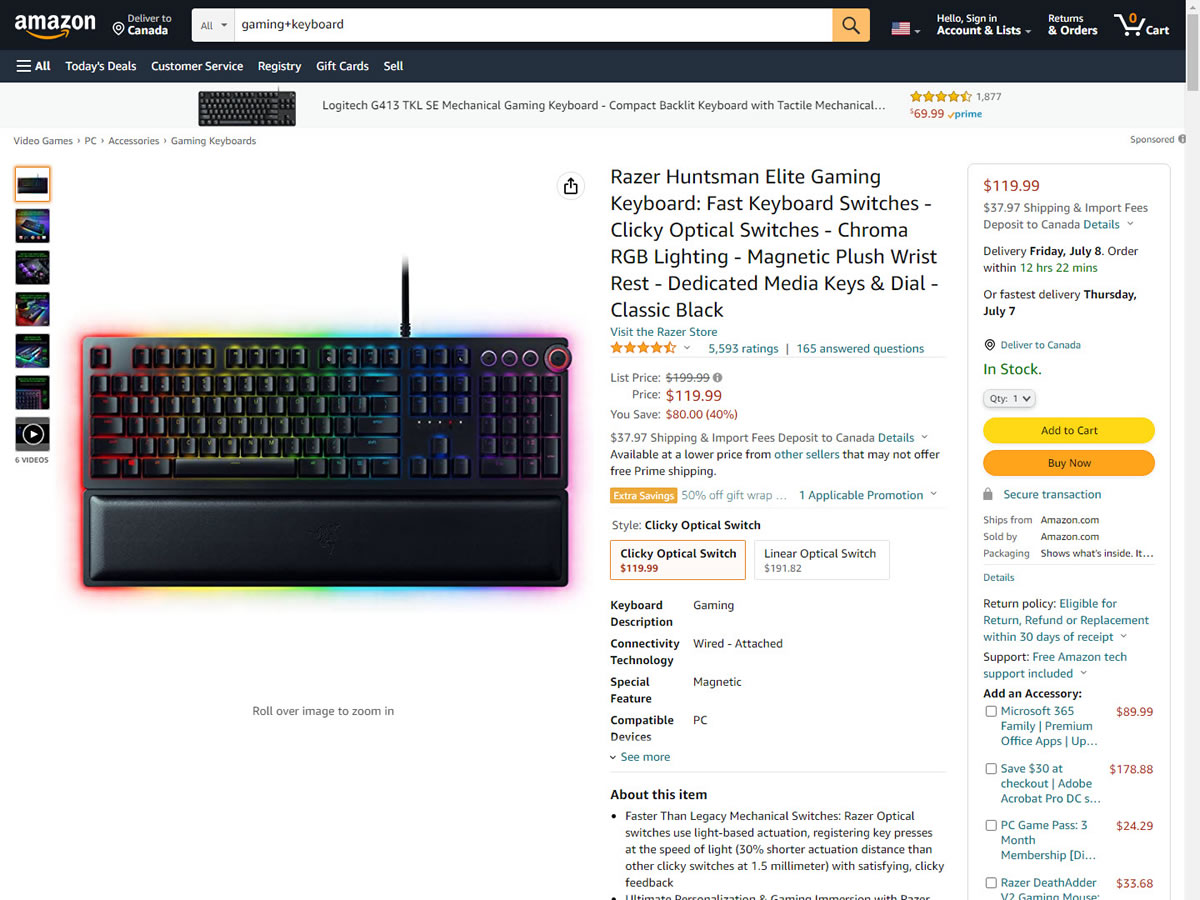 amazon
Deliver to
Canada
All
gaming+keyboard
Hello, Sign in
Account & Lists
Returns
& Orders
0
Cart
All
Today's Deals
Customer Service
Registry
Gift Cards
Sell
Logitech G413 TKL SE Mechanical Gaming Keyboard - Compact Backlit Keyboard with Tactile Mechanical...
1,877
$69.99 prime
Video Games › PC › Accessories › Gaming Keyboards
Sponsored
6 VIDEOS
Roll over image to zoom in
Razer Huntsman Elite Gaming
Keyboard: Fast Keyboard Switches -
Clicky Optical Switches - Chroma
RGB Lighting - Magnetic Plush Wrist
Rest - Dedicated Media Keys & Dial -
Classic Black
Visit the Razer Store
5,593 ratings | 165 answered questions
List Price: $199.99
Price: $119.99
You Save: $80.00 (40%)
$37.97 Shipping & Import Fees Deposit to Canada Details
Available at a lower price from other sellers that may not offer
free Prime shipping.
Extra Savings 50% off gift wrap ... 1 Applicable Promotion
Style: Clicky Optical Switch
Clicky Optical Switch
$119.99
Linear Optical Switch
$191.82
Keyboard Description Gaming
Connectivity Technology Wired - Attached
Special Feature Magnetic
Compatible Devices PC
See more
About this item
• Faster Than Legacy Mechanical Switches: Razer Optical
switches use light-based actuation, registering key presses
at the speed of light (30% shorter actuation distance than
other clicky switches at 1.5 millimeter) with satisfying, clicky
feedback
• Ultimate Personalization & Gaming Immersion with Razer
$119.99
$37.97 Shipping & Import Fees
Deposit to Canada Details
Delivery Friday, July 8. Order
within 12 hrs 22 mins
Or fastest delivery Thursday,
July 7
Deliver to Canada
In Stock.
Qty: 1
Add to Cart
Buy Now
Secure transaction
Ships from Amazon.com
Sold by Amazon.com
Packaging Shows what's inside. It...
Details
Return policy: Eligible for
Return, Refund or Replacement
within 30 days of receipt
Support: Free Amazon tech
support included
Add an Accessory:
Microsoft 365 $89.99
Family | Premium
Office Apps | Up...
Save $30 at $178.88
checkout | Adobe
Acrobat Pro DC s...
PC Game Pass: 3 $24.29
Month
Membership [Di...
Razer DeathAdder $33.68
V2 Gaming Mouse: